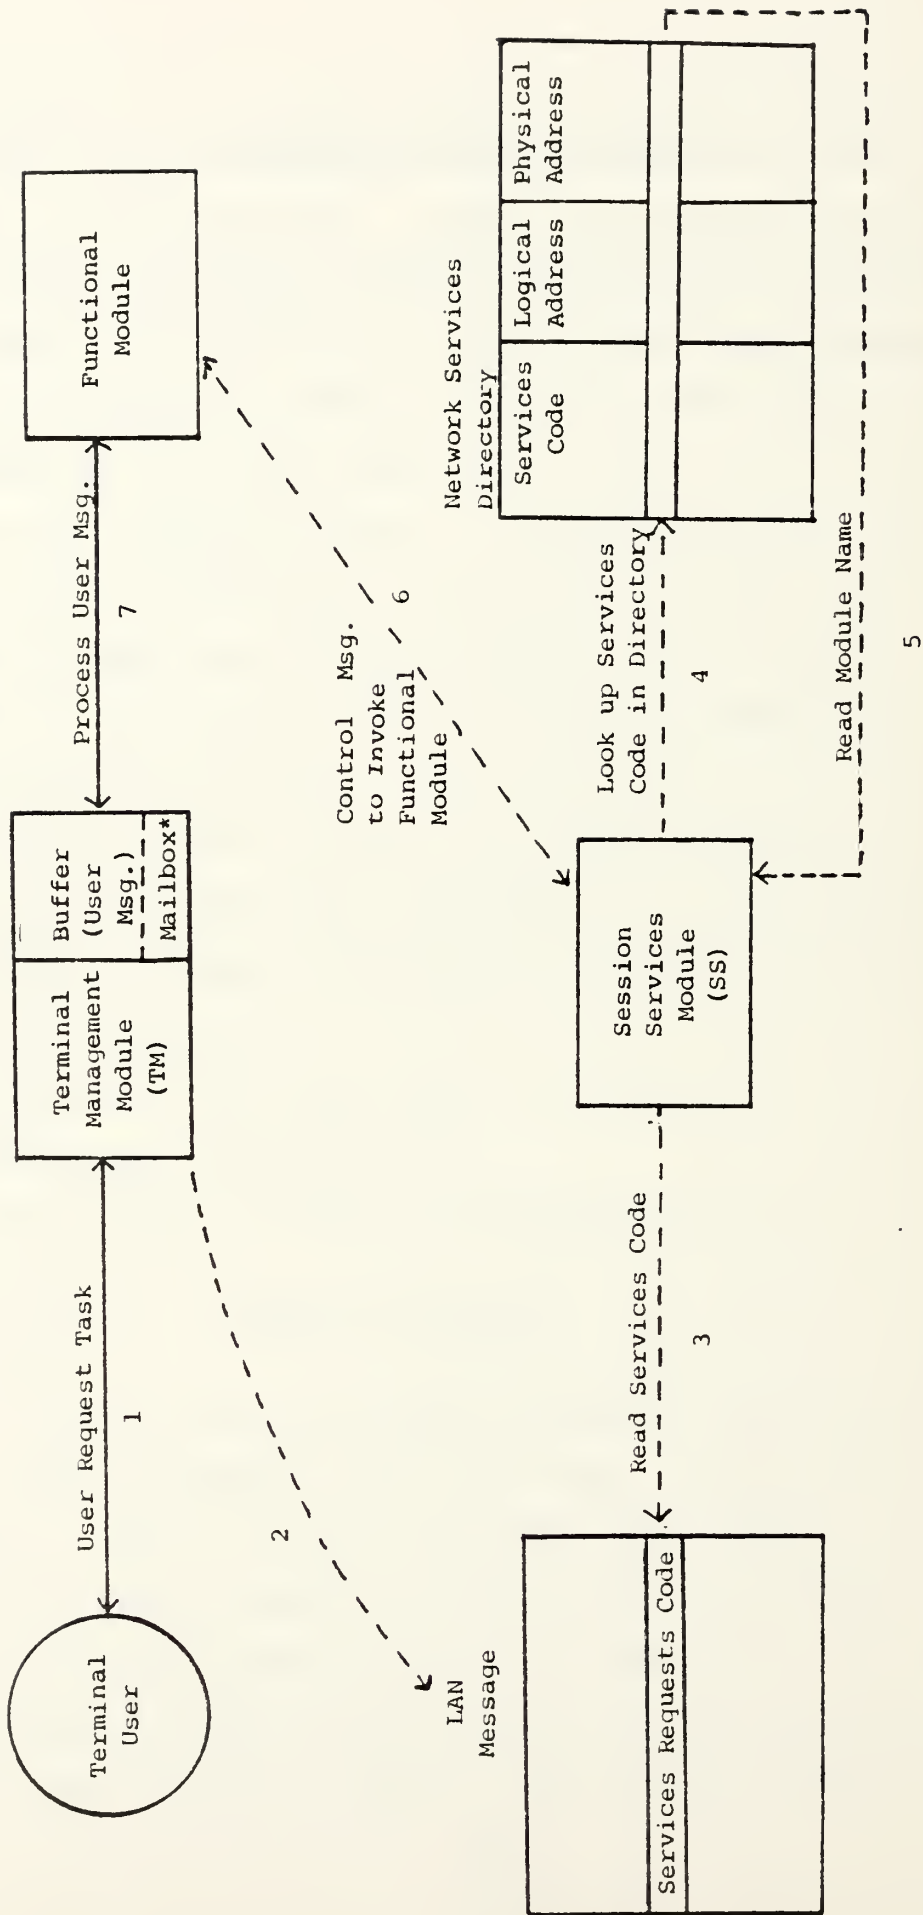 Terminal
User
User Request Task
1
Terminal
Management
Module
(TM)
Buffer
(User
Msg.)
Mailbox*
Process User Msg.
7
Functional
Module
2
Control Msg.
to Invoke
Functional
Module
6
LAN
Message
Services Requests Code
Read Services Code
3
Session
Services
Module
(SS)
Look up Services
Code in Directory
4
Network Services
Directory
Services
Code
Logical
Address
Physical
Address
Read Module Name
5